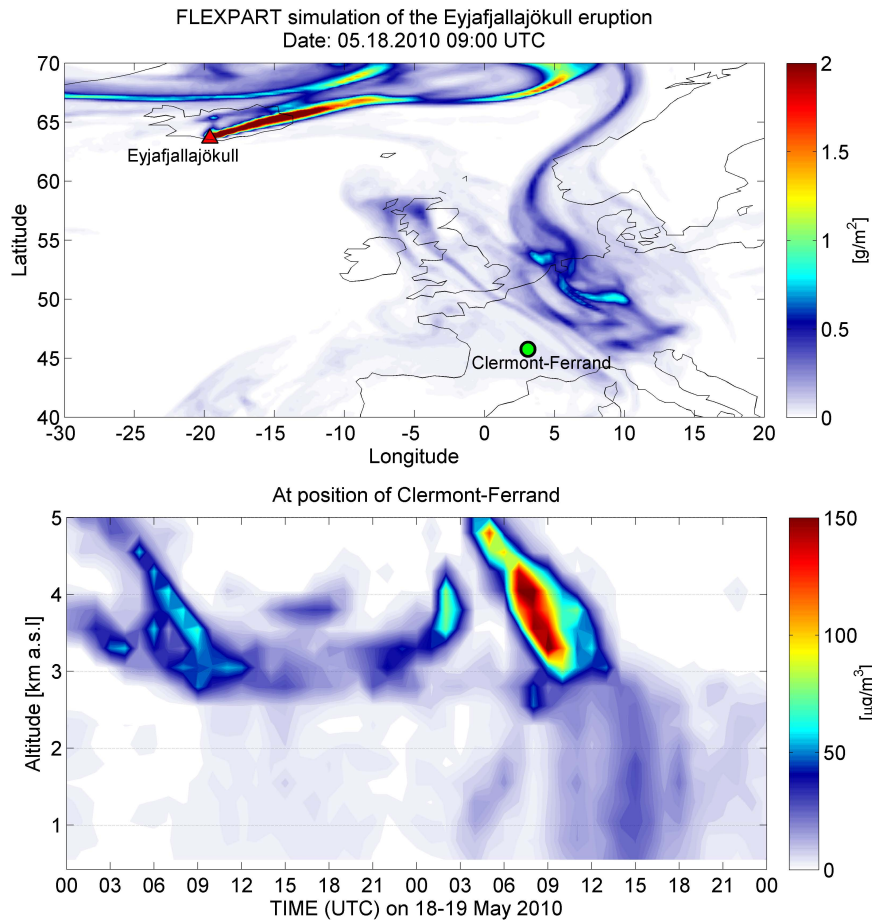 FLEXPART simulation of the Eyjafjallajökull eruption
Date: 05.18.2010 09:00 UTC
70
65
60
55
50
45
40
Latitude
Eyjafjallajökull
Clermont-Ferrand
-30 -25 -20 -15 -10 -5 0 5 10 15 20
Longitude
2
1.5
1
0.5
0
[g/m²]
At position of Clermont-Ferrand
5
4
3
2
1
Altitude [km a.s.l]
00 03 06 09 12 15 18 21 00 03 06 09 12 15 18 21 00
TIME (UTC) on 18-19 May 2010
150
100
50
0
[µg/m³]